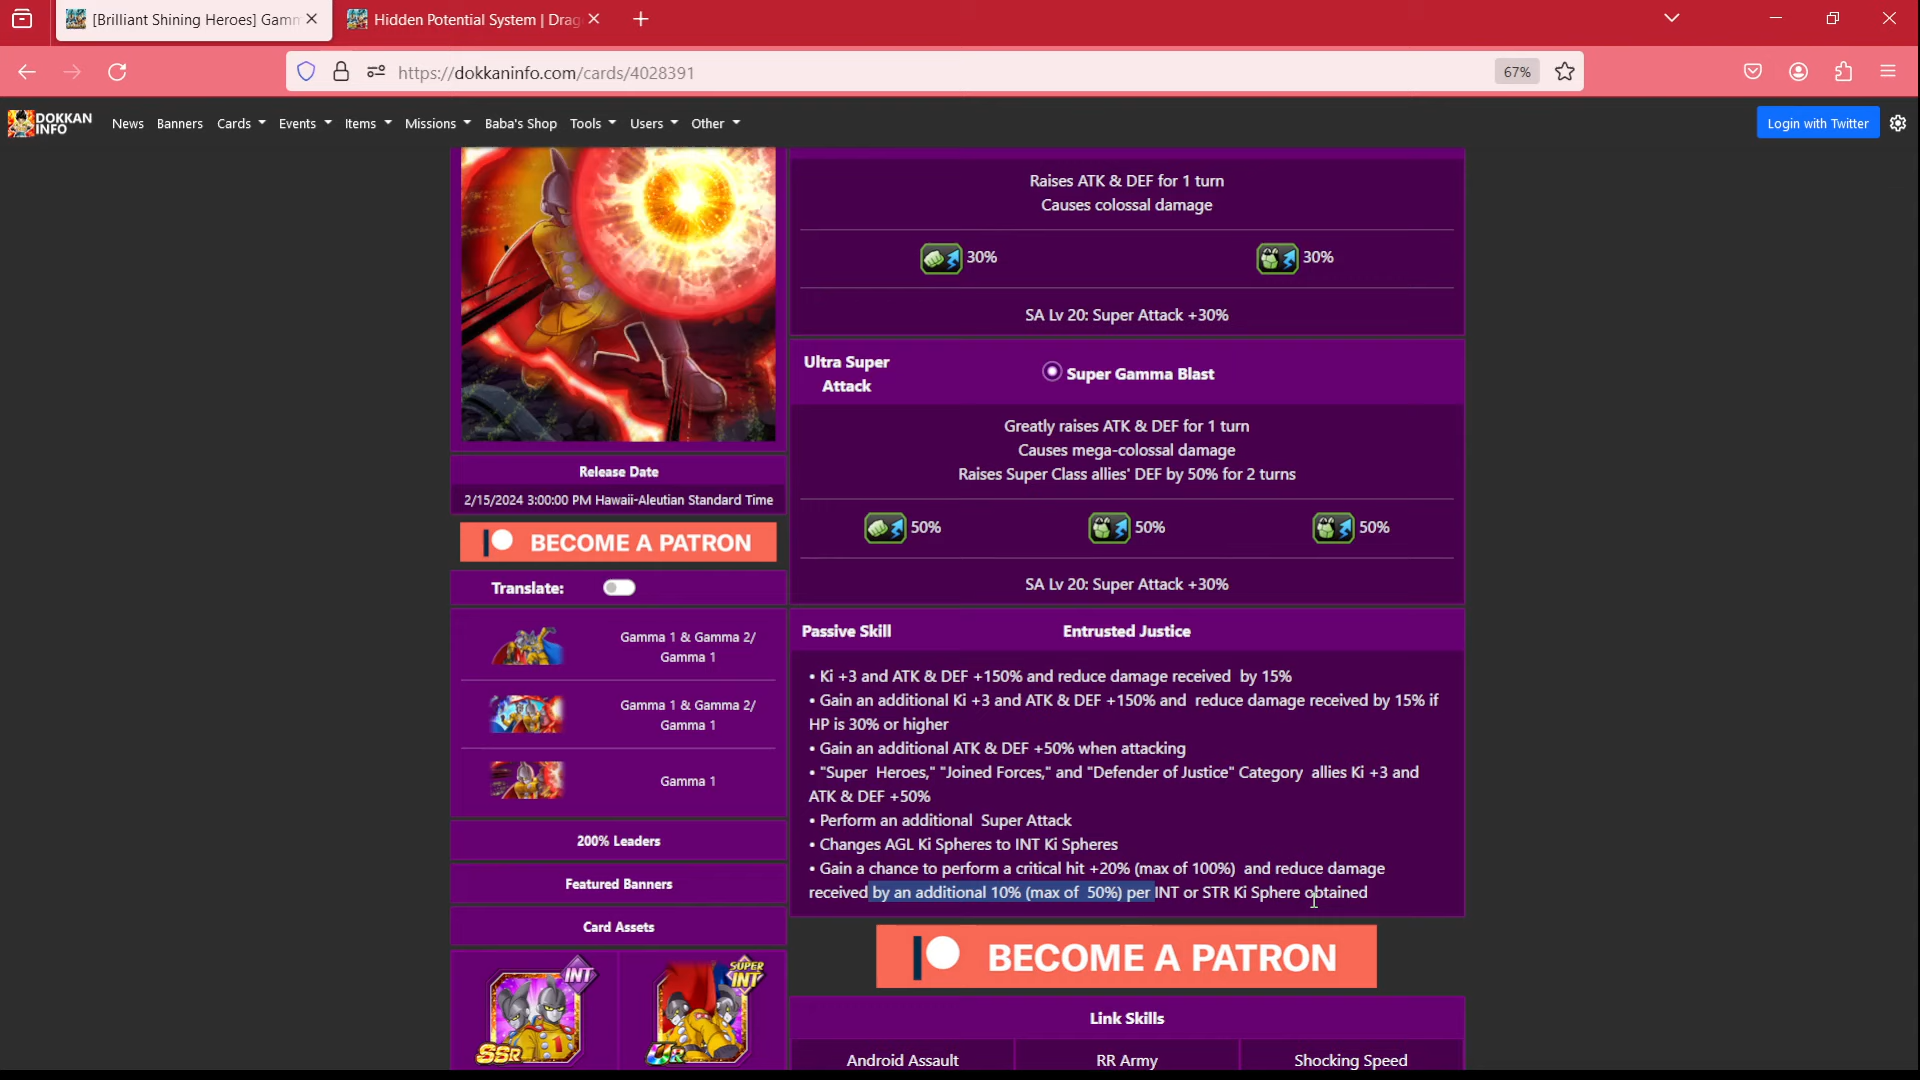 [Brilliant Shining Heroes] Gamm
Hidden Potential System | Drag
https://dokkaninfo.com/cards/4028391
67%
DOKKAN INFO
News Banners Cards Events Items Missions Baba's Shop Tools Users Other
Login with Twitter
Raises ATK & DEF for 1 turn
Causes colossal damage
30% 30%
SA Lv 20: Super Attack +30%
Ultra Super
Attack
Super Gamma Blast
Greatly raises ATK & DEF for 1 turn
Causes mega-colossal damage
Raises Super Class allies' DEF by 50% for 2 turns
50% 50% 50%
SA Lv 20: Super Attack +30%
Passive Skill Entrusted Justice
• Ki +3 and ATK & DEF +150% and reduce damage received by 15%
• Gain an additional Ki +3 and ATK & DEF +150% and reduce damage received by 15% if
HP is 30% or higher
• Gain an additional ATK & DEF +50% when attacking
• "Super Heroes," "Joined Forces," and "Defender of Justice" Category allies Ki +3 and
ATK & DEF +50%
• Perform an additional Super Attack
• Changes AGL Ki Spheres to INT Ki Spheres
• Gain a chance to perform a critical hit +20% (max of 100%) and reduce damage
received by an additional 10% (max of 50%) per INT or STR Ki Sphere obtained
BECOME A PATRON
Link Skills
Android Assault RR Army Shocking Speed
Release Date
2/15/2024 3:00:00 PM Hawaii-Aleutian Standard Time
BECOME A PATRON
Translate:
Gamma 1 & Gamma 2/
Gamma 1
Gamma 1 & Gamma 2/
Gamma 1
Gamma 1
200% Leaders
Featured Banners
Card Assets
INT
SSR
SUPER
INT
UR